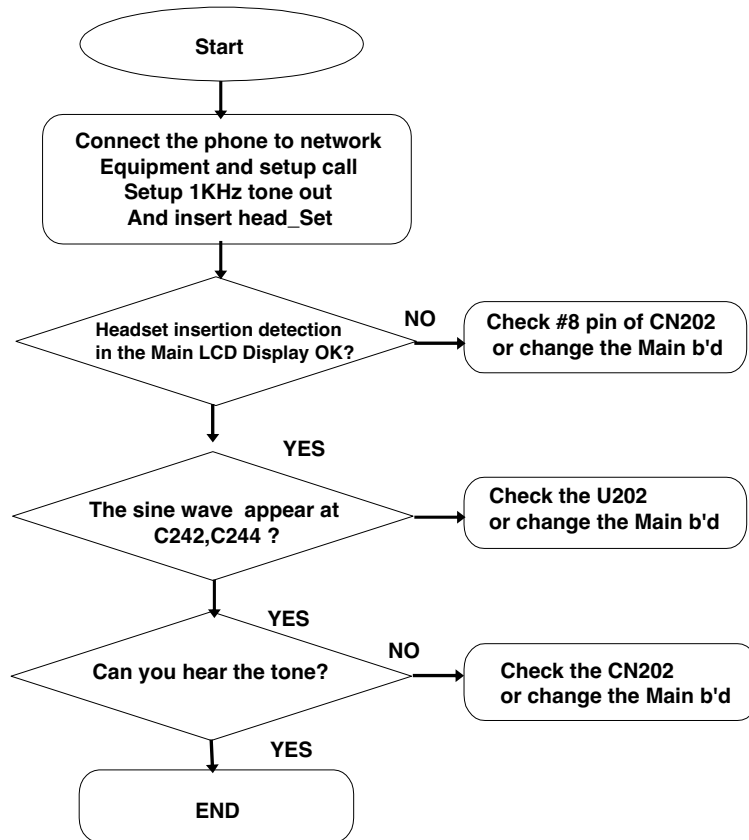 Start
Connect the phone to network
Equipment and setup call
Setup 1KHz tone out
And insert head_Set
Headset insertion detection
in the Main LCD Display OK?
NO
Check #8 pin of CN202
or change the Main b'd
YES
The sine wave appear at
C242,C244 ?
Check the U202
or change the Main b'd
YES
Can you hear the tone?
NO
Check the CN202
or change the Main b'd
YES
END